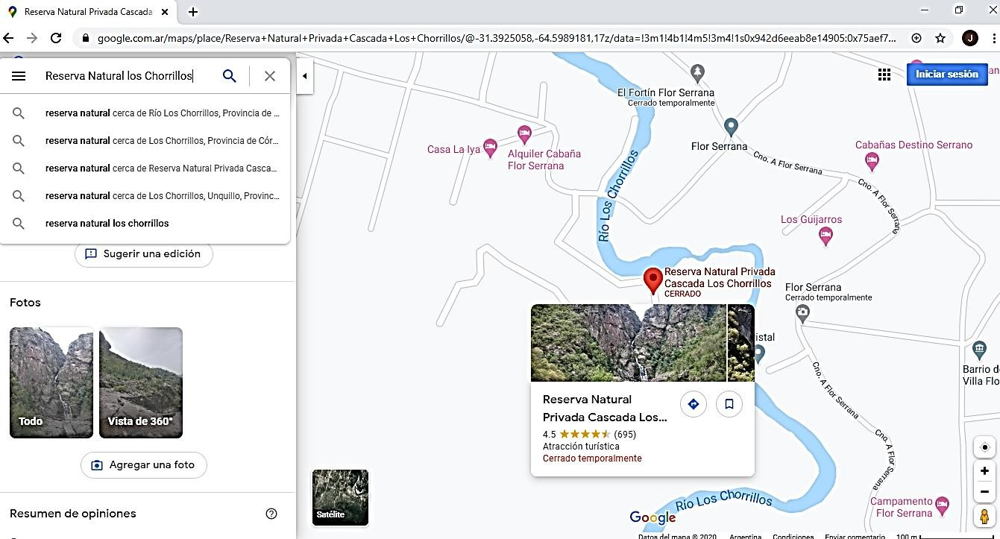 Reserva Natural Privada Cascada
google.com.ar/maps/place/Reserva+Natural+Privada+Cascada+Los+Chorrillos/@-31.3925058,-64.5989181,17z/data=!3m1!4b1!4m5!3m4!1s0x942d6eeab8e14905:0x75aef7...
J
Reserva Natural los Chorrillos
reserva natural cerca de Río Los Chorrillos, Provincia de ...
reserva natural cerca de Los Chorrillos, Provincia de Cór...
reserva natural cerca de Reserva Natural Privada Casca...
reserva natural cerca de Los Chorrillos, Unquillo, Provinc...
reserva natural los chorrillos
Sugerir una edición
Fotos
Todo
Vista de 360°
Agregar una foto
Resumen de opiniones
Iniciar sesión
El Fortín Flor Serrana
Cerrado temporalmente
Casa La Iya
Alquiler Cabaña
Flor Serrana
Flor Serrana
Cabañas Destino Serrano
Cno. A Flor Serrana
Cno. A Flor Serrana
Río Los Chorrillos
Los Guijarros
Reserva Natural Privada
Cascada Los Chorrillos
CERRADO
Flor Serrana
Cerrado temporalmente
istal
Barrio d
Villa Flo
Reserva Natural
Privada Cascada Los...
4.5 (695)
Atracción turística
Cerrado temporalmente
Cno. A Flor Serrana
Cno. A Flor Serrana
Satélite
Río Los Chorrillos
Campamento
Flor Serrana
Google
Datos del mapa © 2020 Argentina Condiciones Enviar comentario 100 m